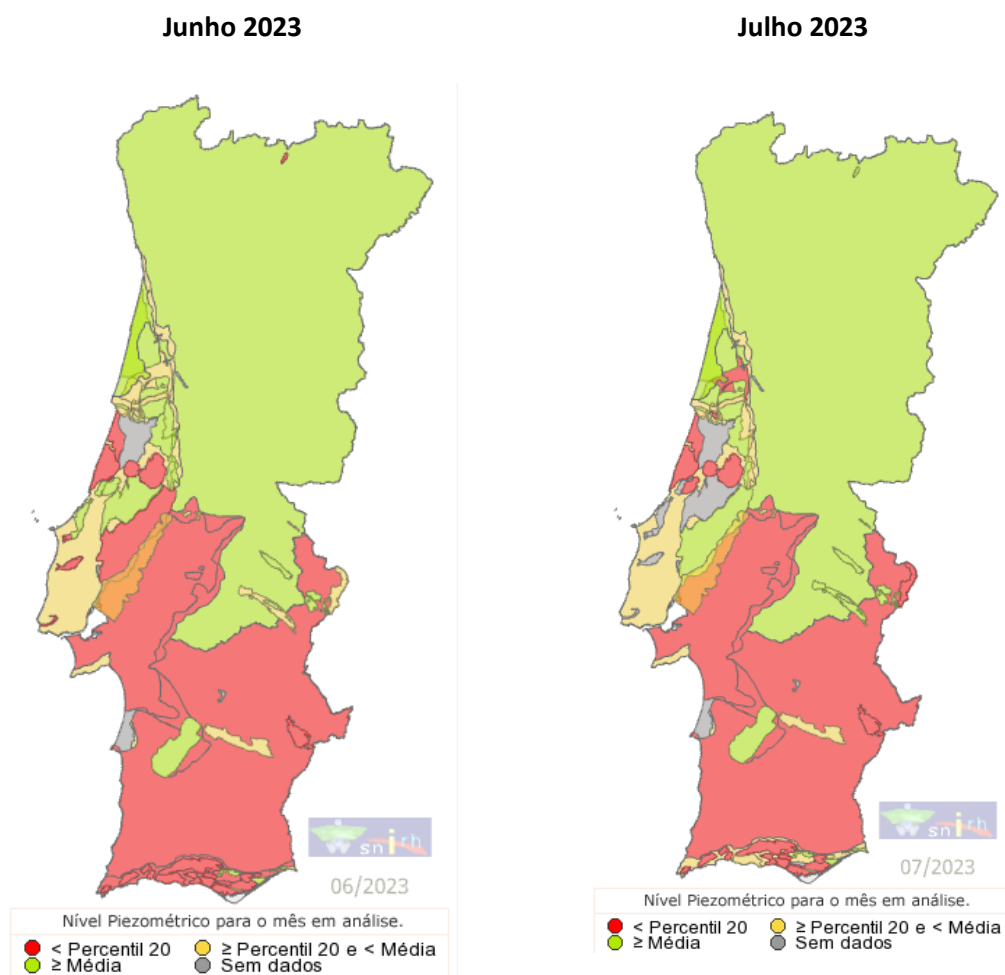 Junho 2023
Julho 2023
snirh
06/2023
Nível Piezométrico para o mês em análise.
< Percentil 20
≥ Percentil 20 e < Média
≥ Média
Sem dados
snirh
07/2023
Nível Piezométrico para o mês em análise.
< Percentil 20
≥ Percentil 20 e < Média
≥ Média
Sem dados